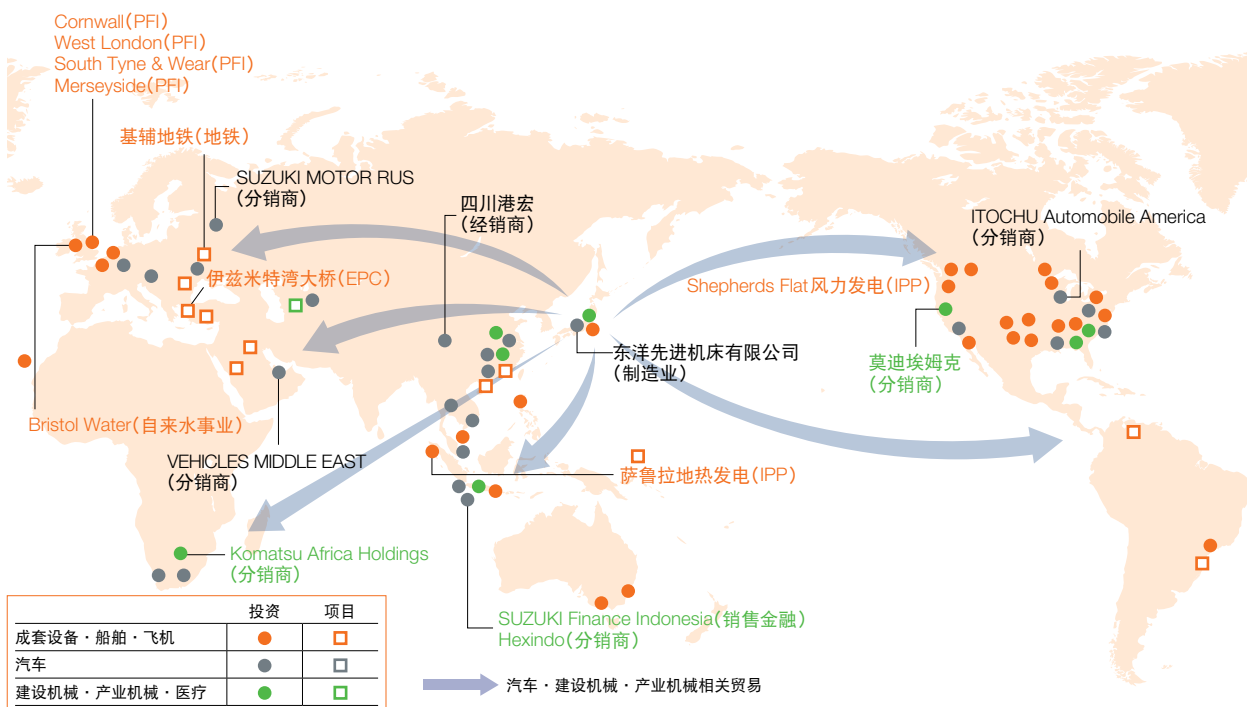 Cornwall(PFI)
West London(PFI)
South Tyne & Wear(PFI)
Merseyside(PFI)
基辅地铁(地铁)
SUZUKI MOTOR RUS
(分销商)
四川港宏
(经销商)
ITOCHU Automobile America
(分销商)
伊兹米特湾大桥(EPC)
Shepherds Flat风力发电(IPP)
东洋先进机床有限公司
(制造业)
莫迪埃姆克
(分销商)
Bristol Water(自来水事业)
VEHICLES MIDDLE EAST
(分销商)
萨鲁拉地热发电(IPP)
Komatsu Africa Holdings
(分销商)
SUZUKI Finance Indonesia(销售金融)
Hexindo(分销商)
投资 项目
成套设备・船舶・飞机
汽车
建设机械・产业机械・医疗
汽车・建设机械・产业机械相关贸易